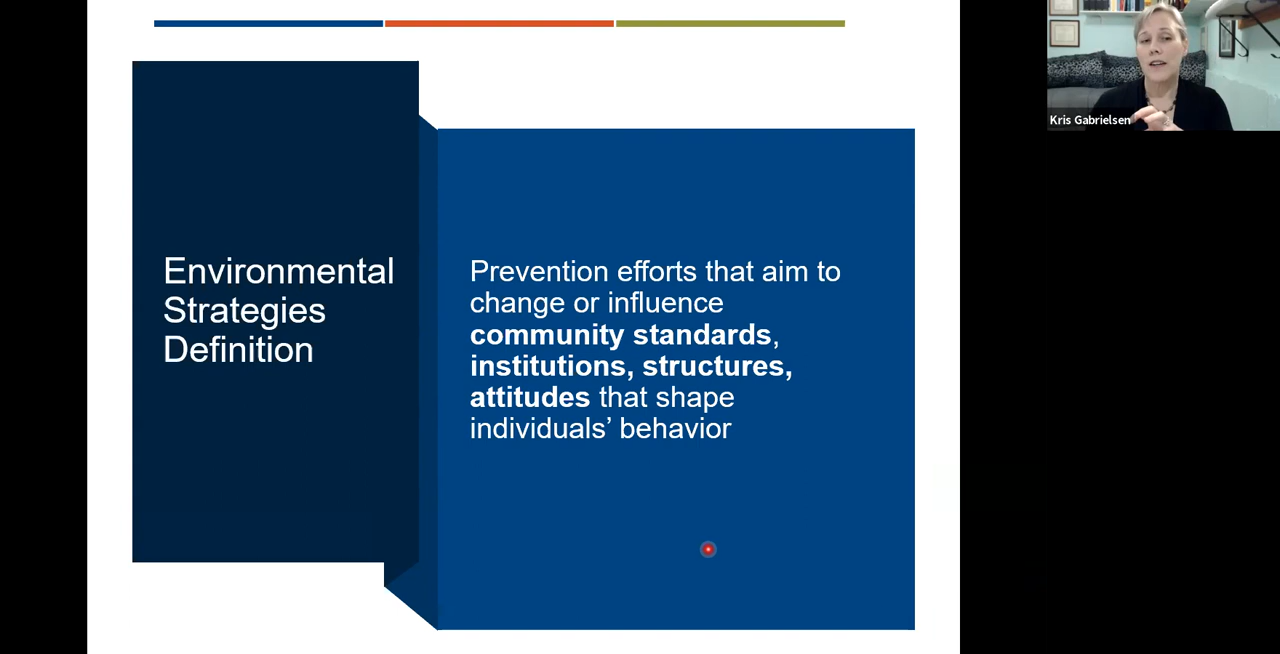 Environmental
Strategies
Definition
Prevention efforts that aim to
change or influence
community standards,
institutions, structures,
attitudes that shape
individuals’ behavior
Kris Gabrielsen